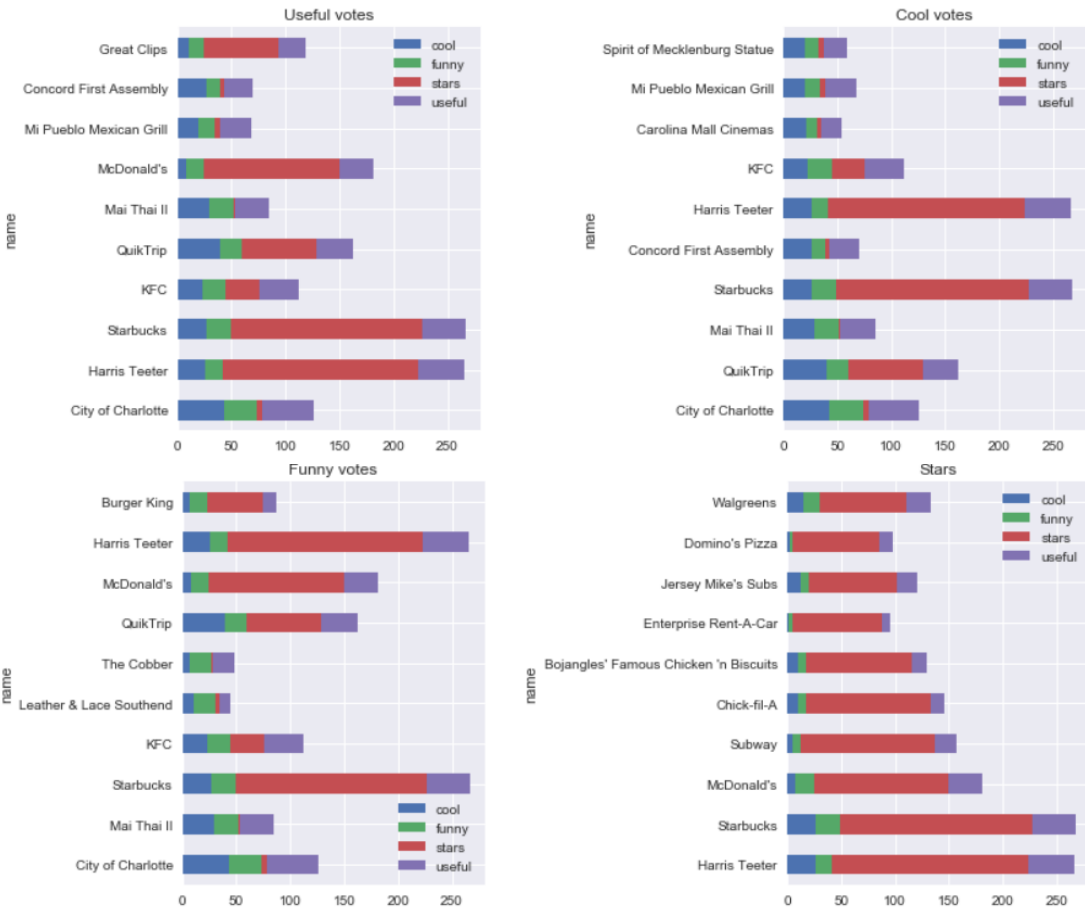 Useful votes
Great Clips
Concord First Assembly
Mi Pueblo Mexican Grill
McDonald's
Mai Thai II
QuikTrip
KFC
Starbucks
Harris Teeter
City of Charlotte
name
0 50 100 150 200 250
cool
funny
stars
useful
Cool votes
Spirit of Mecklenburg Statue
Mi Pueblo Mexican Grill
Carolina Mall Cinemas
KFC
Harris Teeter
Concord First Assembly
Starbucks
Mai Thai II
QuikTrip
City of Charlotte
name
0 50 100 150 200 250
cool
funny
stars
useful
Funny votes
Burger King
Harris Teeter
McDonald's
QuikTrip
The Cobber
Leather & Lace Southend
KFC
Starbucks
Mai Thai II
City of Charlotte
name
0 50 100 150 200 250
cool
funny
stars
useful
Stars
Walgreens
Domino's Pizza
Jersey Mike's Subs
Enterprise Rent-A-Car
Bojangles' Famous Chicken 'n Biscuits
Chick-fil-A
Subway
McDonald's
Starbucks
Harris Teeter
name
0 50 100 150 200 250
cool
funny
stars
useful